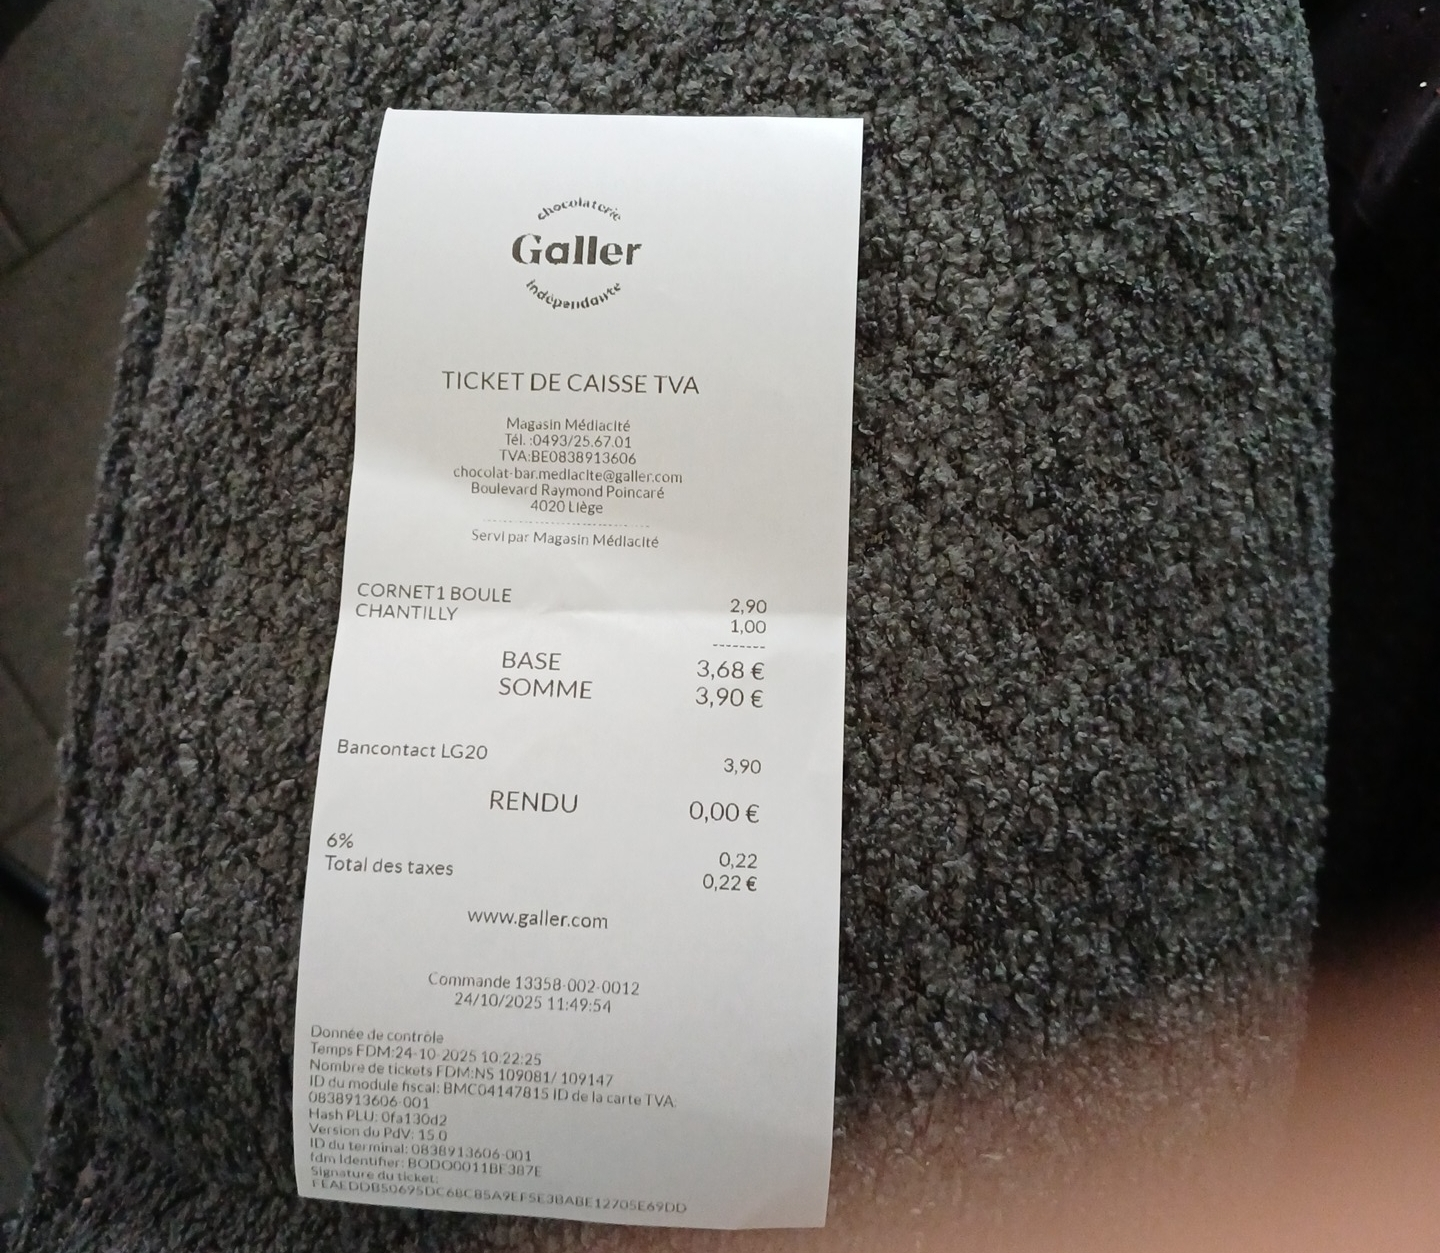 chocolaterie
Galler
indépendante
TICKET DE CAISSE TVA
Magasin Médiacité
Tél. :0493/25.67.01
TVA:BE0838913606
chocolat-bar.mediacite@galler.com
Boulevard Raymond Poincaré
4020 Liège
Servi par Magasin Médiacité
CORNET1 BOULE 2,90
CHANTILLY 1,00
BASE 3,68 €
SOMME 3,90 €
Bancontact LG20 3,90
RENDU 0,00 €
6% 0,22
Total des taxes 0,22 €
www.galler.com
Commande 13358-002-0012
24/10/2025 11:49:54
Donnée de contrôle
Temps FDM:24-10-2025 10:22:25
Nombre de tickets FDM:NS 109081/ 109147
ID du module fiscal: BMC04147815 ID de la carte TVA:
0838913606-001
Hash PLU: 0fa130d2
Version du PdV: 15.0
ID du terminal: 0838913606-001
fdm Identifier: BODO0011BF387E
Signature du ticket: